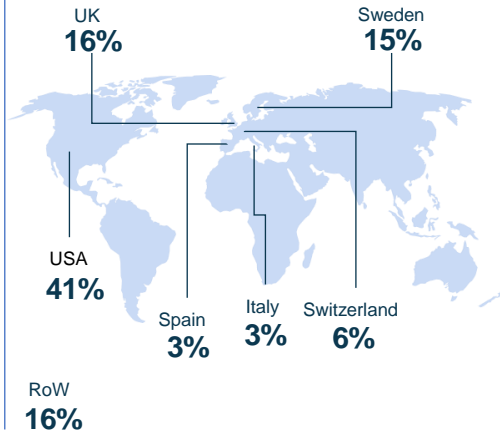 UK
16%
Sweden
15%
USA
41%
Spain
3%
Italy
3%
Switzerland
6%
RoW
16%